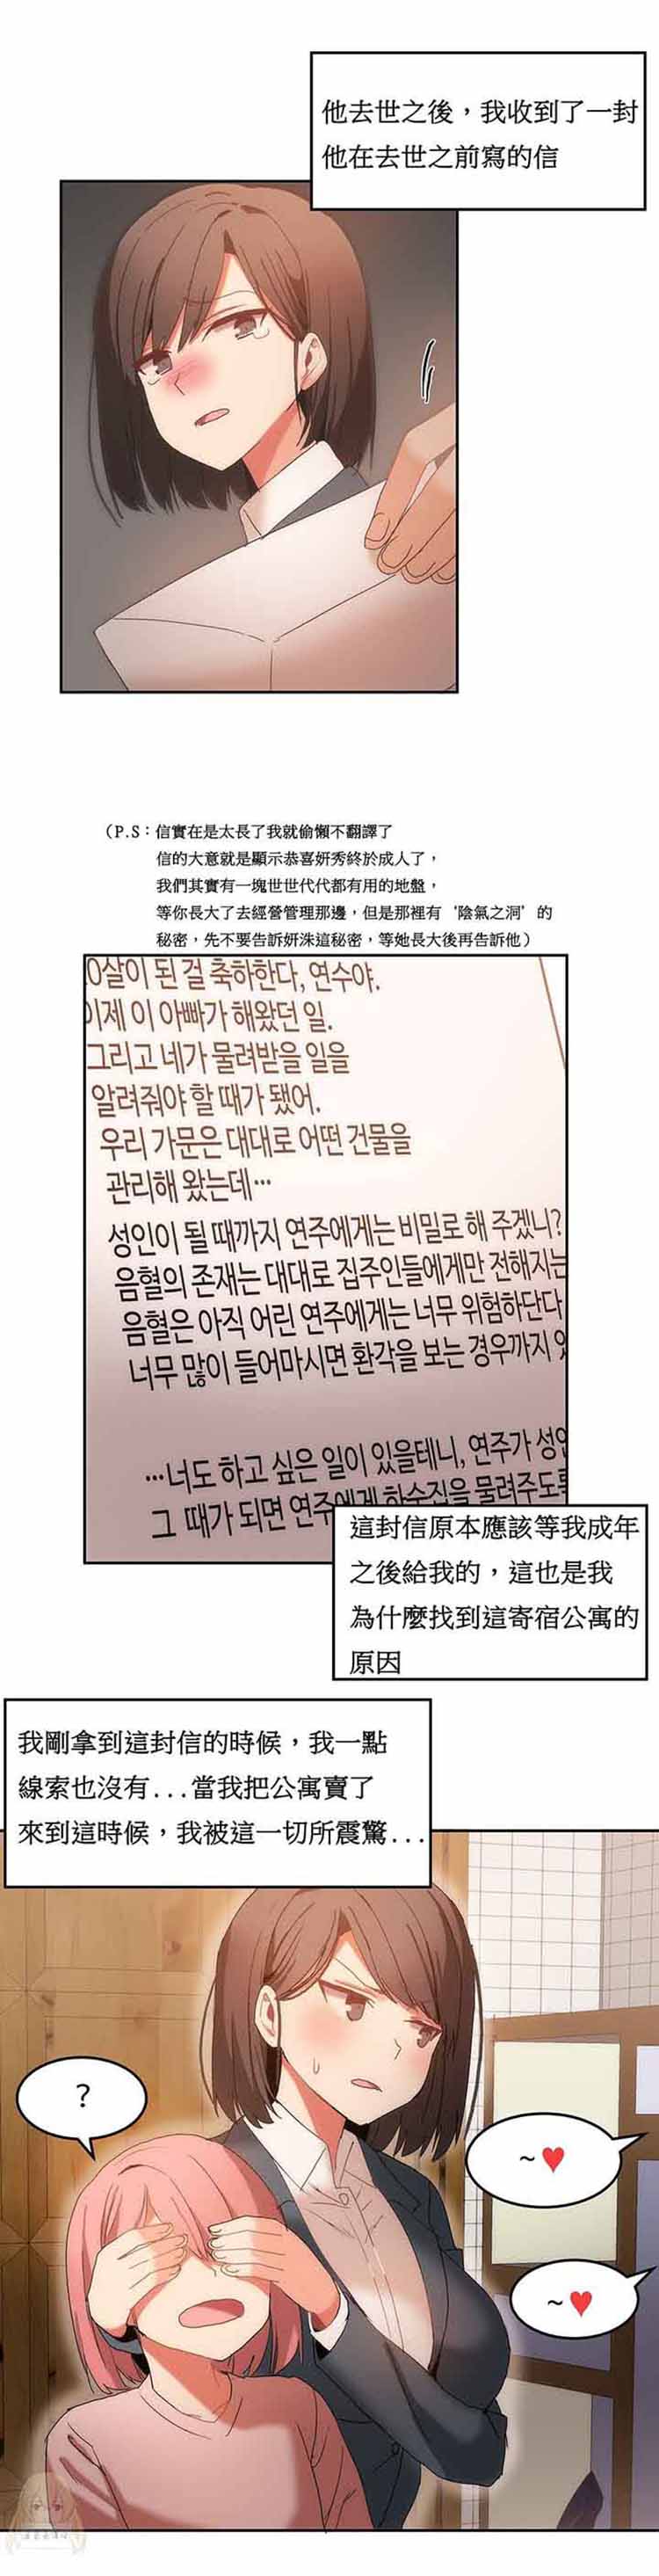 他去世之後，我收到了一封
他在去世之前寫的信
（P.S：信實在是太長了我就偷懶不翻譯了
信的大意就是顯示恭喜妍秀終於成人了，
我們其實有一塊世世代代都有用的地盤，
等你長大了去經營管理那邊，但是那裡有‘陰氣之洞’的
秘密，先不要告訴妍洙這秘密，等她長大後再告訴他）
0살이 된 걸 축하한다, 연수야.
이제 이 아빠가 해왔던 일.
그리고 네가 물려받을 일을
알려줘야 할 때가 됐어.
우리 가문은 대대로 어떤 건물을
관리해 왔는데…
성인이 될 때까지 연주에게는 비밀로 해 주겠니?
음혈의 존재는 대대로 집주인들에게만 전해지는
음혈은 아직 어린 연주에게는 너무 위험하단다
너무 많이 들어마시면 환각을 보는 경우까지
…너도 하고 싶은 일이 있을테니, 연주가
그 때가 되면 연주에게 하숙집을 물려주도록
這封信原本應該等我成年
之後給我的，這也是我
為什麼找到這寄宿公寓的
原因
我剛拿到這封信的時候，我一點
線索也沒有...當我把公寓賣了
來到這時候，我被這一切所震驚...
?
~♥
~♥